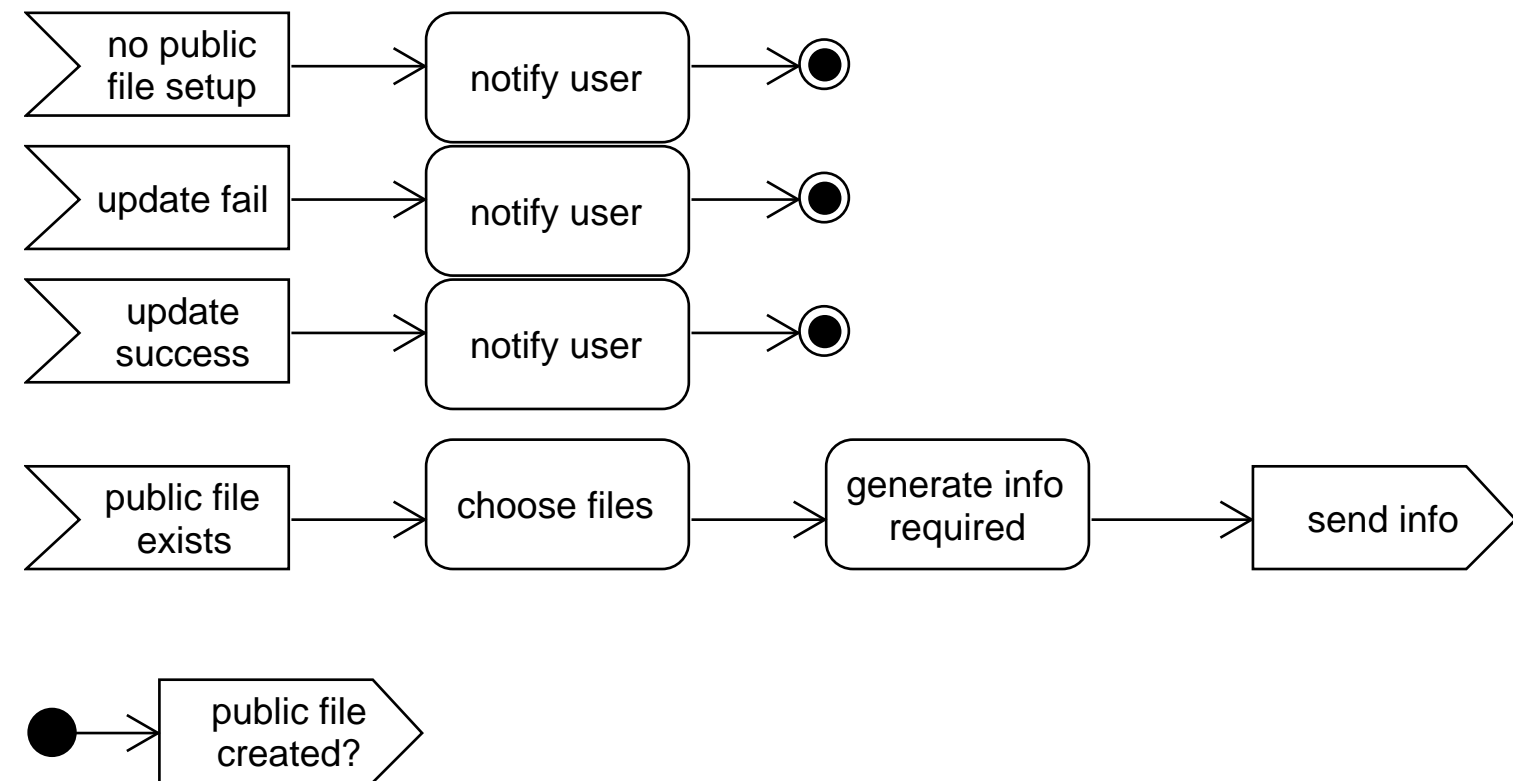 no public
file setup
notify user
update fail
notify user
update
success
notify user
public file
exists
choose files
generate info
required
send info
public file
created?